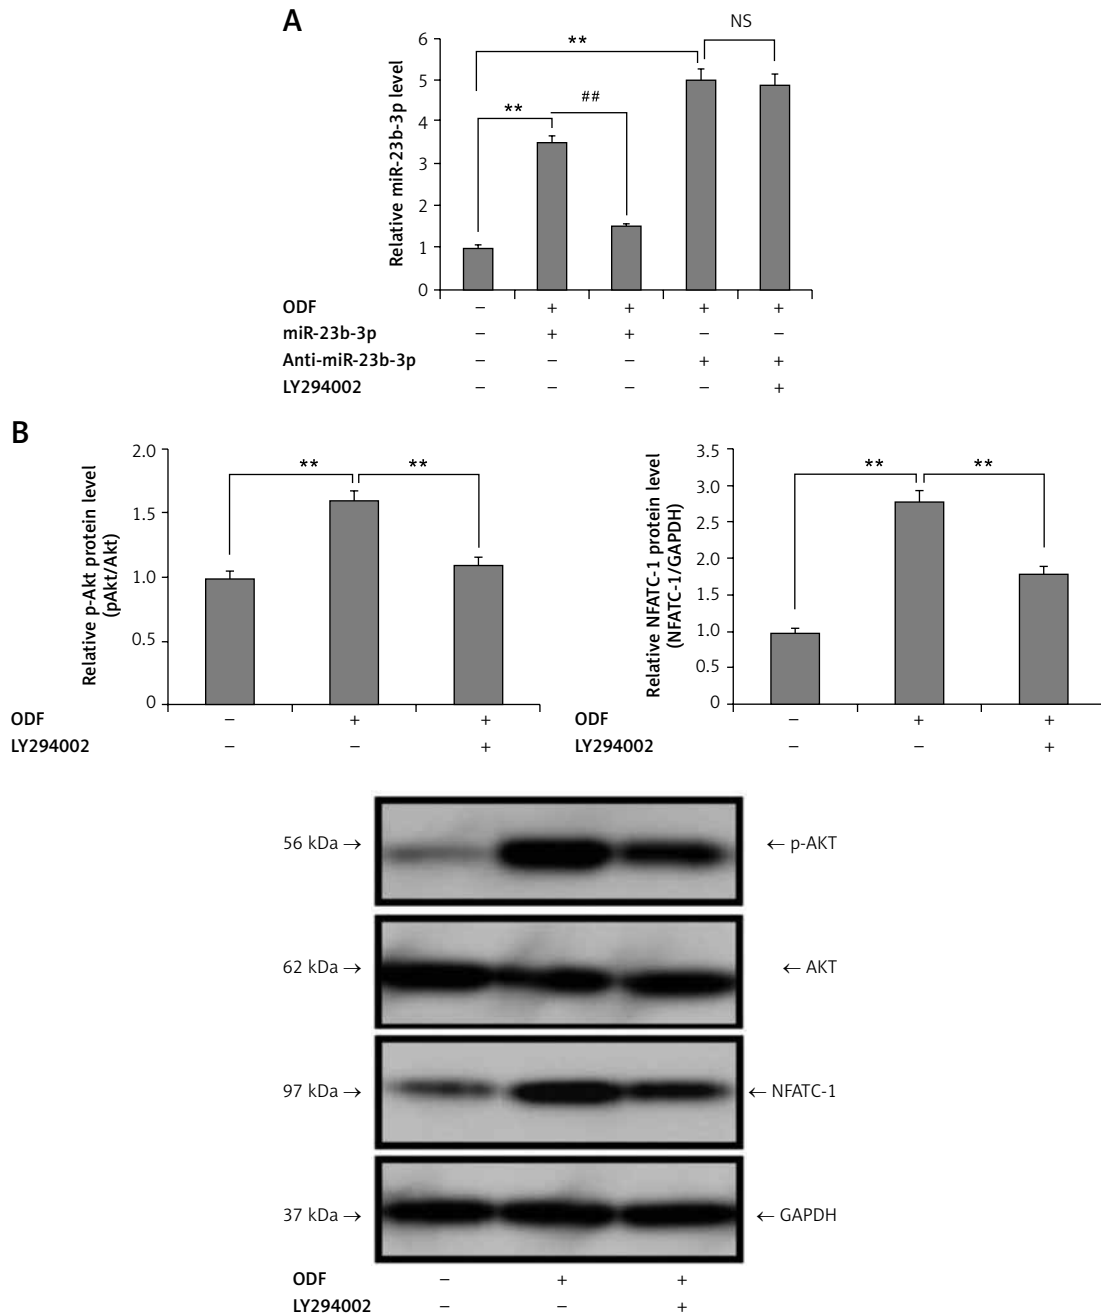 A
Relative miR-23b-3p level
6
5
4
3
2
1
0
**
**
##
NS
ODF – + + + +
miR-23b-3p – + + – –
Anti-miR-23b-3p – – – + +
LY294002 – – – – +
B
Relative p-Akt protein level
(pAkt/Akt)
2.0
1.5
1.0
0.5
0
** **
ODF – + +
LY294002 – – +
Relative NFATC-1 protein level
(NFATC-1/GAPDH)
3.5
3.0
2.5
2.0
1.5
1.0
0.5
0
** **
ODF – + +
LY294002 – – +
56 kDa → ← p-AKT
62 kDa → ← AKT
97 kDa → ← NFATC-1
37 kDa → ← GAPDH
ODF – + +
LY294002 – – +